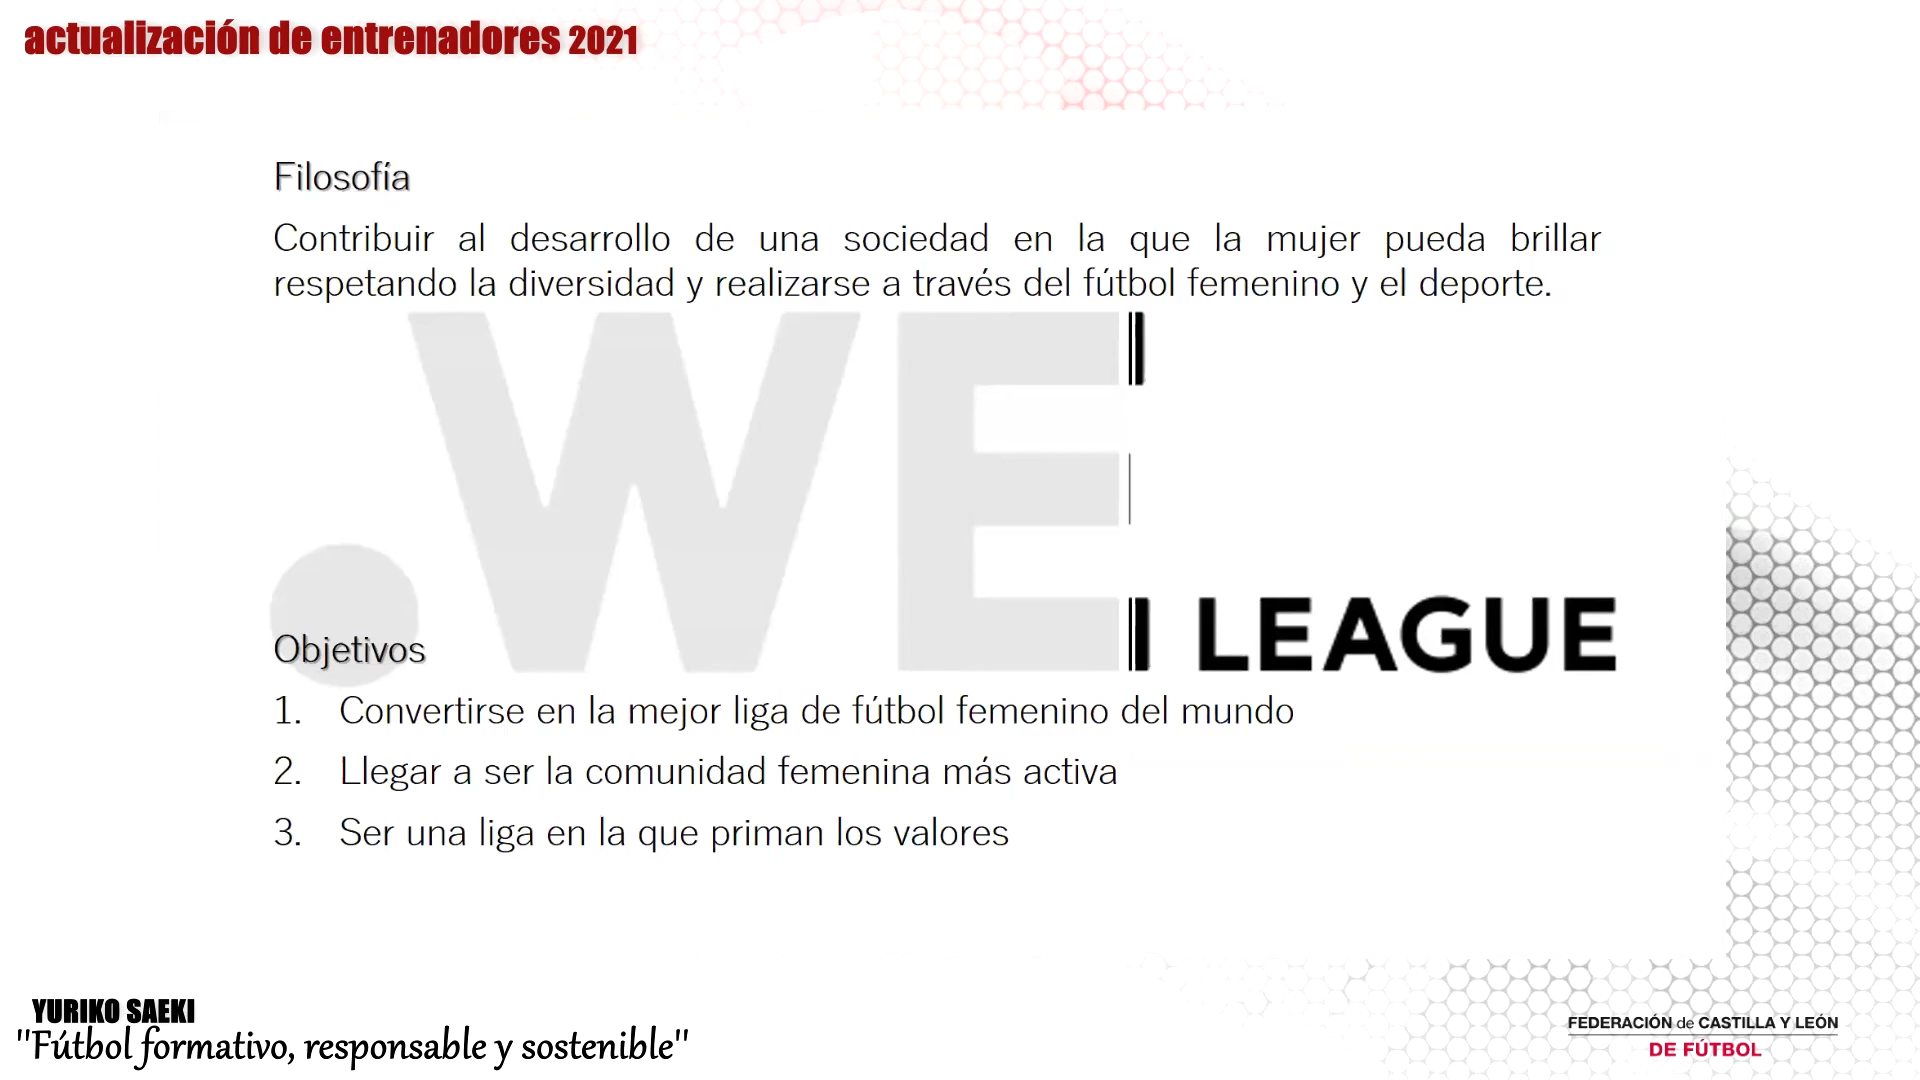 actualización de entrenadores 2021
Filosofía
Contribuir al desarrollo de una sociedad en la que la mujer pueda brillar
respetando la diversidad y realizarse a través del fútbol femenino y el deporte.
.WE
LEAGUE
Objetivos
1. Convertirse en la mejor liga de fútbol femenino del mundo
2. Llegar a ser la comunidad femenina más activa
3. Ser una liga en la que priman los valores
YURIKO SAEKI
"Fútbol formativo, responsable y sostenible"
FEDERACIÓN de CASTILLA Y LEÓN
DE FÚTBOL